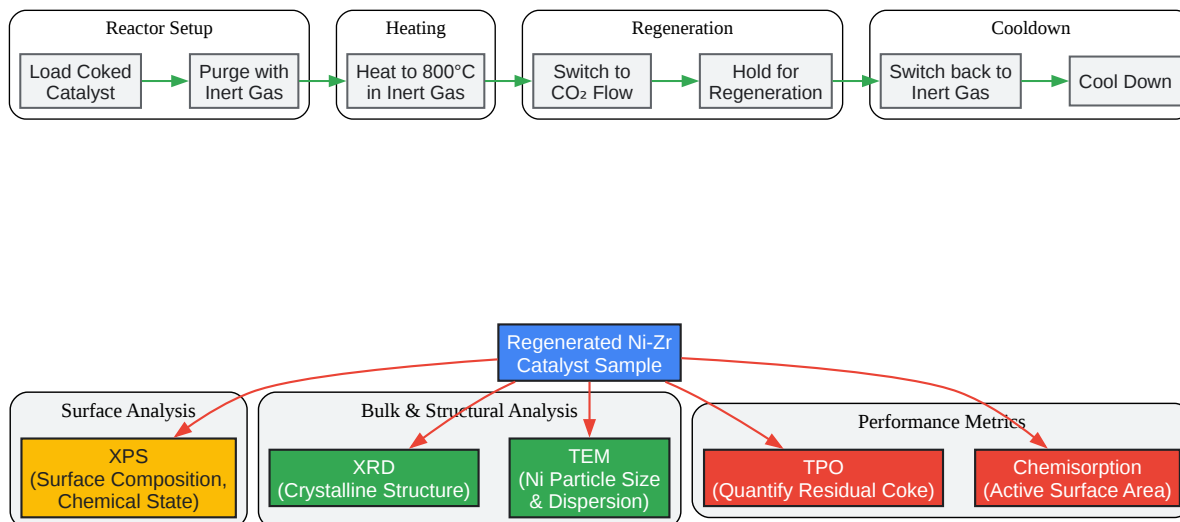 Reactor Setup
Load Coked
Catalyst
Purge with
Inert Gas
Heating
Heat to 800°C
in Inert Gas
Regeneration
Switch to
CO₂ Flow
Hold for
Regeneration
Cooldown
Switch back to
Inert Gas
Cool Down
Regenerated Ni-Zr
Catalyst Sample
Surface Analysis
XPS
(Surface Composition,
Chemical State)
Bulk & Structural Analysis
XRD
(Crystalline Structure)
TEM
(Ni Particle Size
& Dispersion)
Performance Metrics
TPO
(Quantify Residual Coke)
Chemisorption
(Active Surface Area)